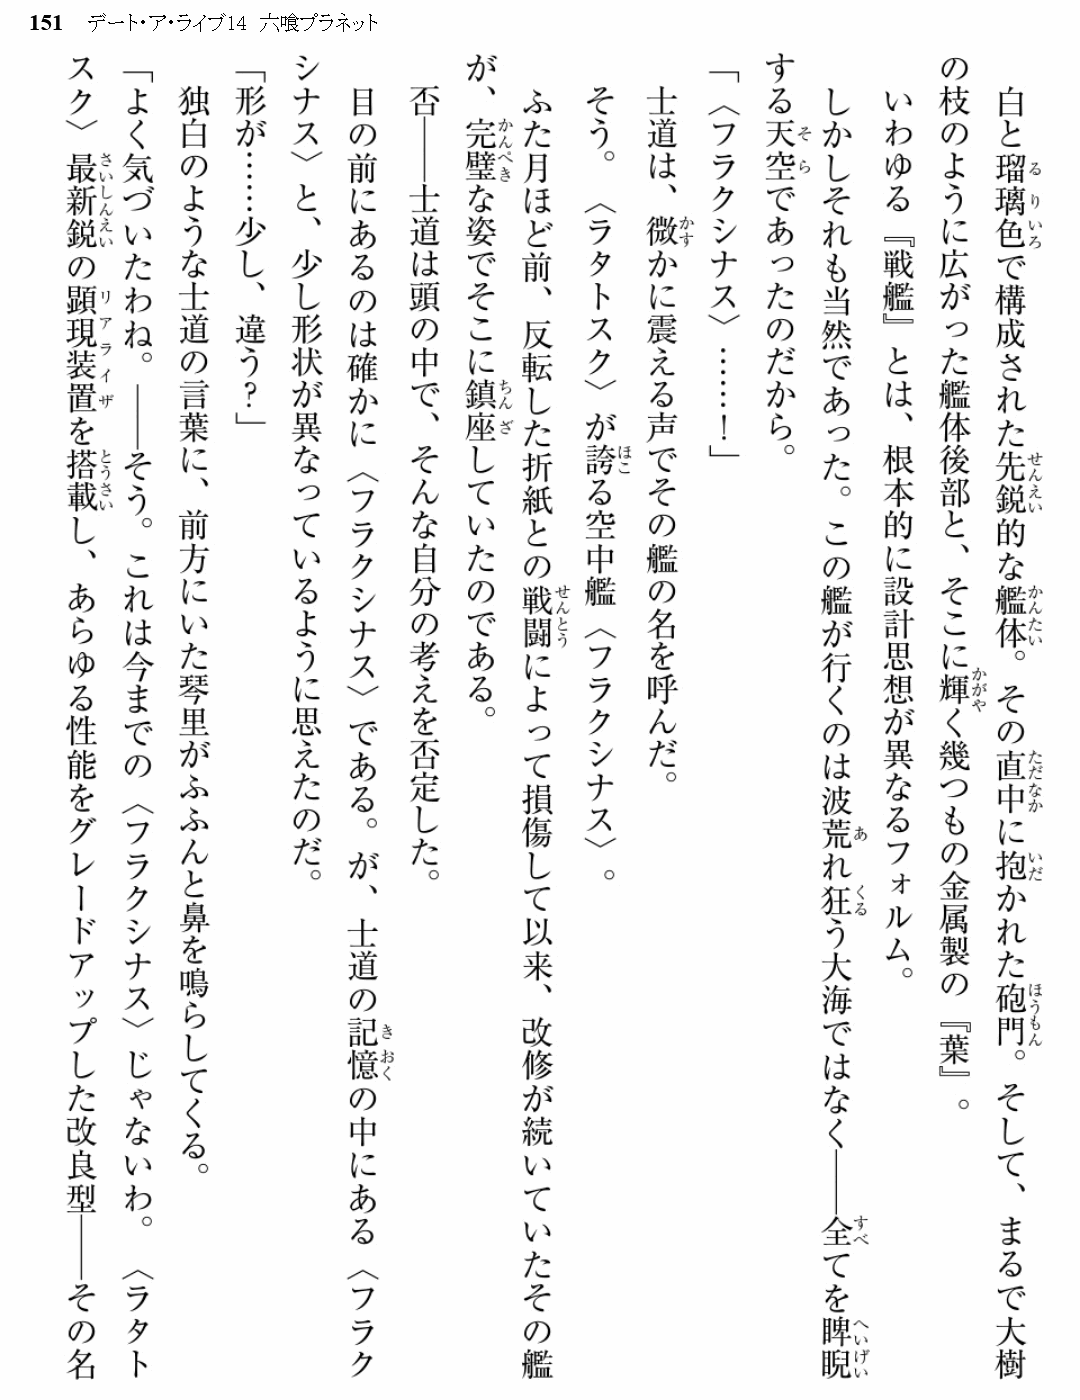 151　デート・ア・ライブ14　六喰プラネット
　白と瑠璃色で構成された先鋭的な艦体。その直中に抱かれた砲門。そして、まるで大樹
の枝のように広がった艦体後部と、そこに輝く幾つもの金属製の『葉』。
　いわゆる『戦艦』とは、根本的に設計思想が異なるフォルム。
　しかしそれも当然であった。この艦が行くのは波荒れ狂う大海ではなく――全てを睥睨
する天空であったのだから。
「〈フラクシナス〉……！」
　士道は、微かに震える声でその艦の名を呼んだ。
　そう。〈ラタトスク〉が誇る空中艦〈フラクシナス〉。
　ふた月ほど前、反転した折紙との戦闘によって損傷して以来、改修が続いていたその艦
が、完璧な姿でそこに鎮座していたのである。
　否――士道は頭の中で、そんな自分の考えを否定した。
　目の前にあるのは確かに〈フラクシナス〉である。が、士道の記憶の中にある〈フラク
シナス〉と、少し形状が異なっているように思えたのだ。
「形が……少し、違う？」
　独白のような士道の言葉に、前方にいた琴里がふふんと鼻を鳴らしてくる。
「よく気づいたわね。――そう。これは今までの〈フラクシナス〉じゃないわ。〈ラタト
スク〉最新鋭の顕現装置を搭載し、あらゆる性能をグレードアップした改良型――その名